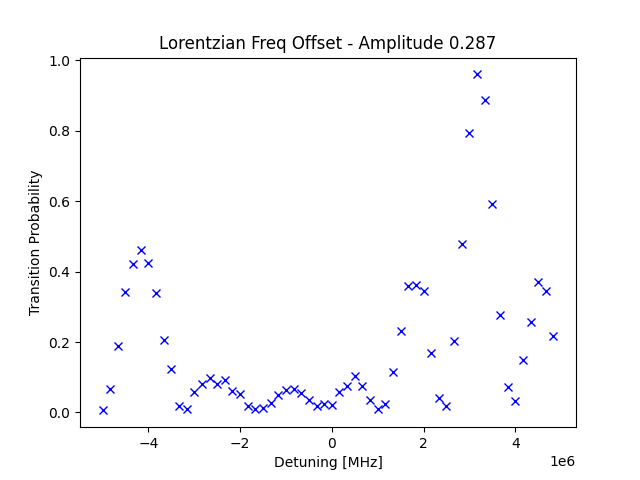 Lorentzian Freq Offset - Amplitude 0.287
1.0
0.8
0.6
0.4
0.2
0.0
Transition Probability
−4 −2 0 2 4
1e6
Detuning [MHz]